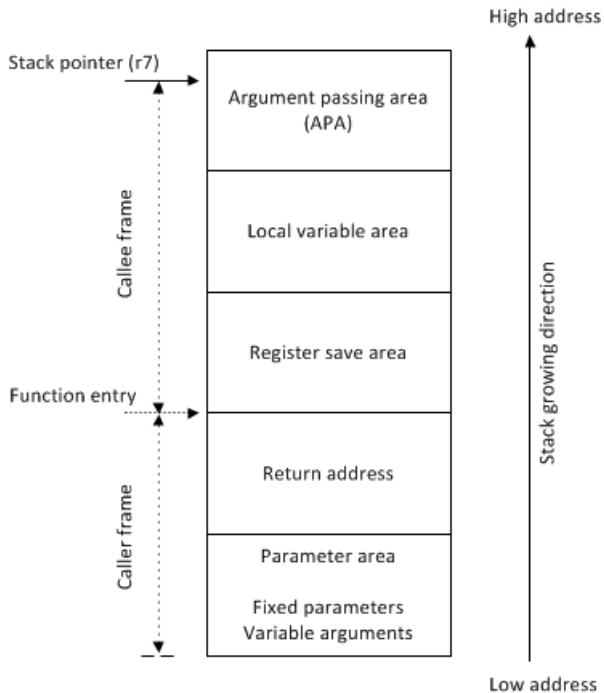 High address
Stack pointer (r7)
Argument passing area
(APA)
Callee frame
Local variable area
Stack growing direction
Register save area
Function entry
Return address
Caller frame
Parameter area
Fixed parameters
Variable arguments
Low address